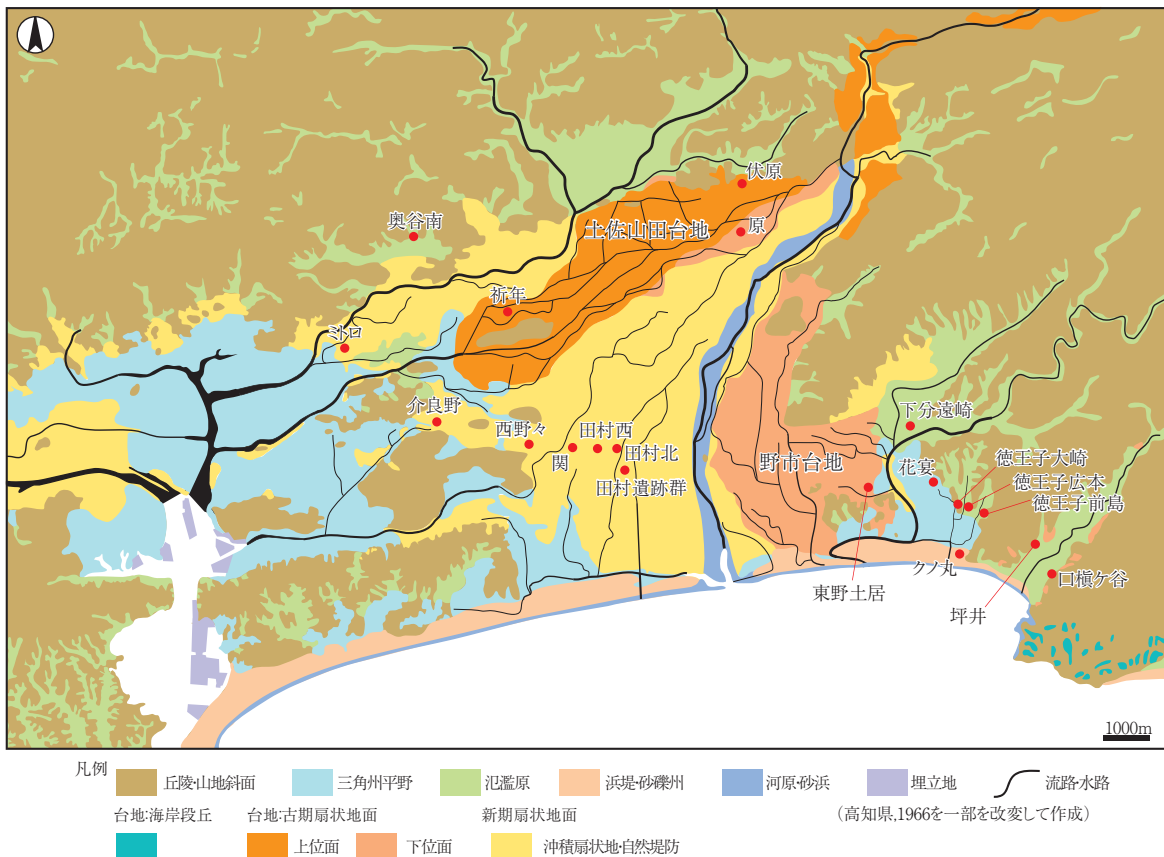 伏原
奥谷南
土佐山田台地
原
祈年
ミトロ
介良野
西野々
田村西
関
田村北
田村遺跡群
野市台地
下分遠崎
花宴
徳王子大崎
徳王子広本
徳王子前島
クノ丸
口槇ケ谷
東野土居
坪井
1000m
凡例
丘陵・山地斜面
三角州平野
氾濫原
浜堤・砂礫州
河原・砂浜
埋立地
流路・水路
台地:海岸段丘
台地:古期扇状地面
新期扇状地面
(高知県,1966を一部を改変して作成)
上位面
下位面
沖積扇状地・自然堤防